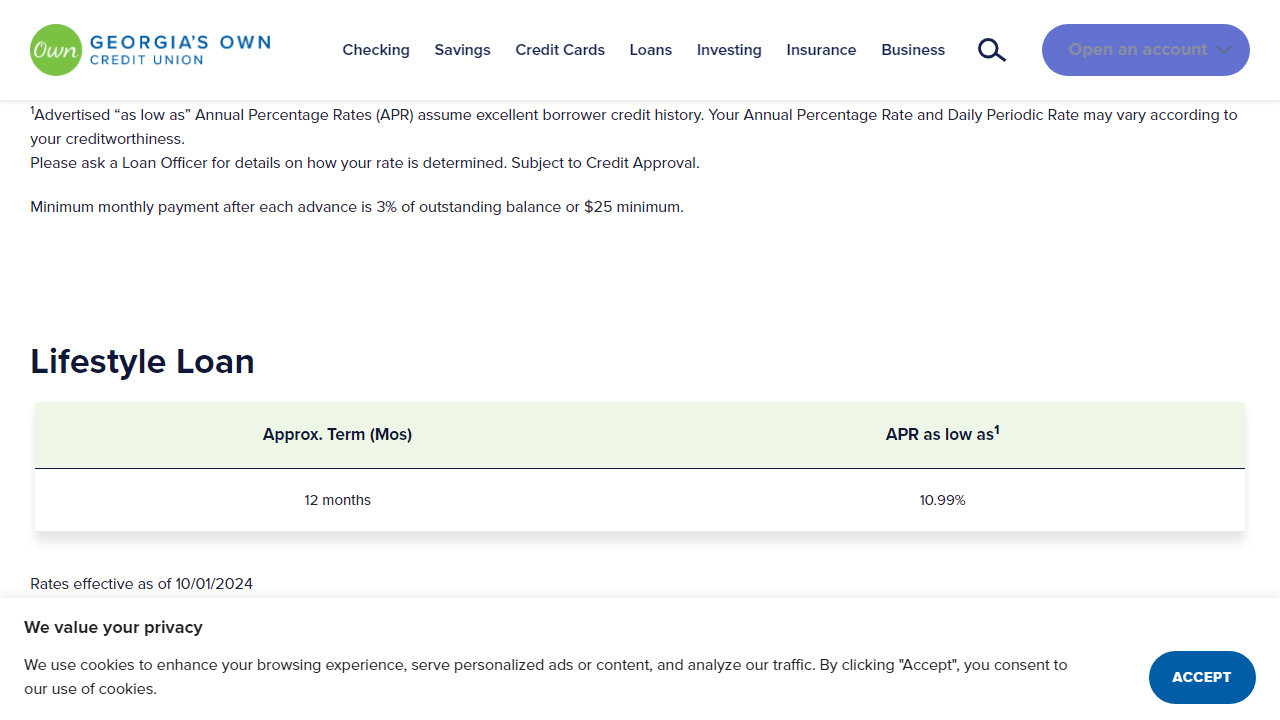 Own GEORGIA'S OWN
CREDIT UNION
Checking Savings Credit Cards Loans Investing Insurance Business Open an account
¹Advertised “as low as” Annual Percentage Rates (APR) assume excellent borrower credit history. Your Annual Percentage Rate and Daily Periodic Rate may vary according to
your creditworthiness.
Please ask a Loan Officer for details on how your rate is determined. Subject to Credit Approval.
Minimum monthly payment after each advance is 3% of outstanding balance or $25 minimum.
Lifestyle Loan
Approx. Term (Mos) APR as low as¹
12 months 10.99%
Rates effective as of 10/01/2024
We value your privacy
We use cookies to enhance your browsing experience, serve personalized ads or content, and analyze our traffic. By clicking "Accept", you consent to
our use of cookies.
ACCEPT